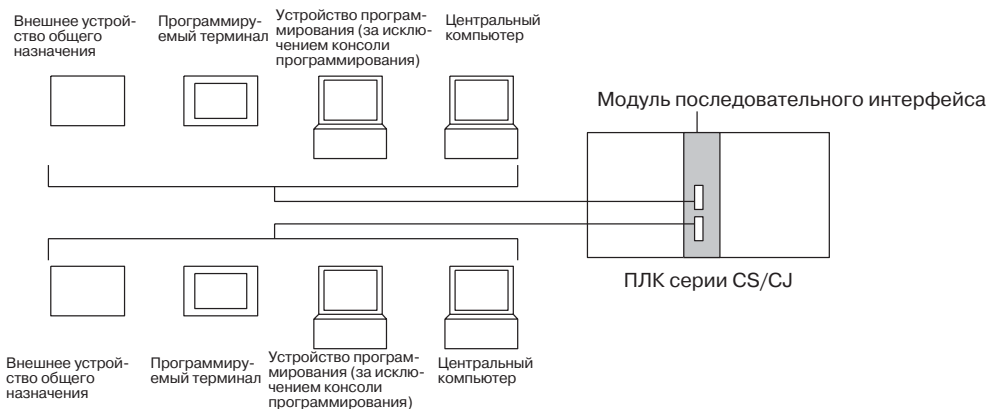 Внешнее устрой-
ство общего
назначения
Программиру-
емый терминал
Устройство програм-
мирования (за исклю-
чением консоли
программирования)
Центральный
компьютер
Модуль последовательного интерфейса
ПЛК серии CS/CJ
Внешнее устрой-
ство общего
назначения
Программиру-
емый терминал
Устройство програм-
мирования (за исклю-
чением консоли
программирования)
Центральный
компьютер